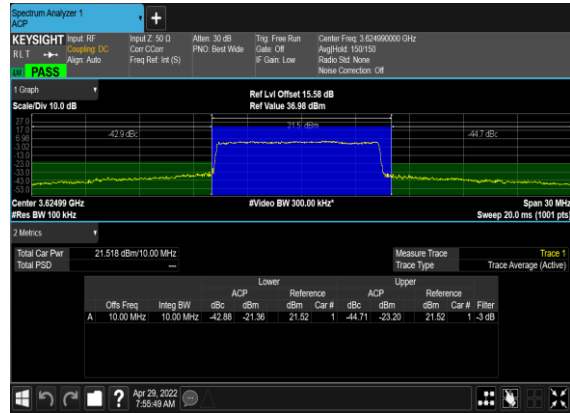 Spectrum Analyzer 1
ACP
+
KEYSIGHT Input: RF Input Z: 50 Ω Atten: 30 dB Trig: Free Run Center Freq: 3.624990000 GHz
RLT Coupling: DC Corr CCorr PNO: Best Wide Gate: Off Avg|Hold: 150/150
Align: Auto Freq Ref: Int (S) IF Gain: Low Radio Std: None
LW PASS Noise Correction: Off
1 Graph
Ref Lvl Offset 15.58 dB
Scale/Div 10.0 dB Ref Value 36.98 dBm
27.0 21.5 dBm
17.0 -42.9 dBc -44.7 dBc
6.98
-3.02
-13.0
-23.0
-33.0
-43.0
-53.0
Center 3.62499 GHz #Video BW 300.00 kHz* Span 30 MHz
#Res BW 100 kHz Sweep 20.0 ms (1001 pts)
2 Metrics
Total Car Pwr 21.518 dBm/10.00 MHz Measure Trace Trace 1
Total PSD --- Trace Type Trace Average (Active)
Lower Upper
ACP Reference ACP Reference
Offs Freq Integ BW dBc dBm dBm Car # dBc dBm dBm Car # Filter
A 10.00 MHz 10.00 MHz -42.88 -21.36 21.52 1 -44.71 -23.20 21.52 1 -3 dB
? Apr 29, 2022
7:55:49 AM